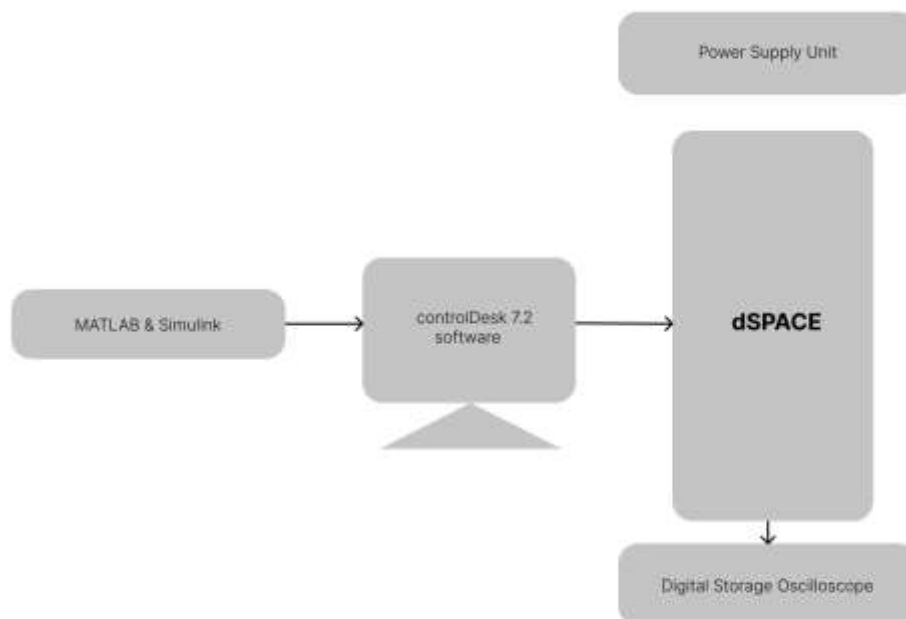 Power Supply Unit
MATLAB & Simulink
controlDesk 7.2
software
dSPACE
Digital Storage Oscilloscope